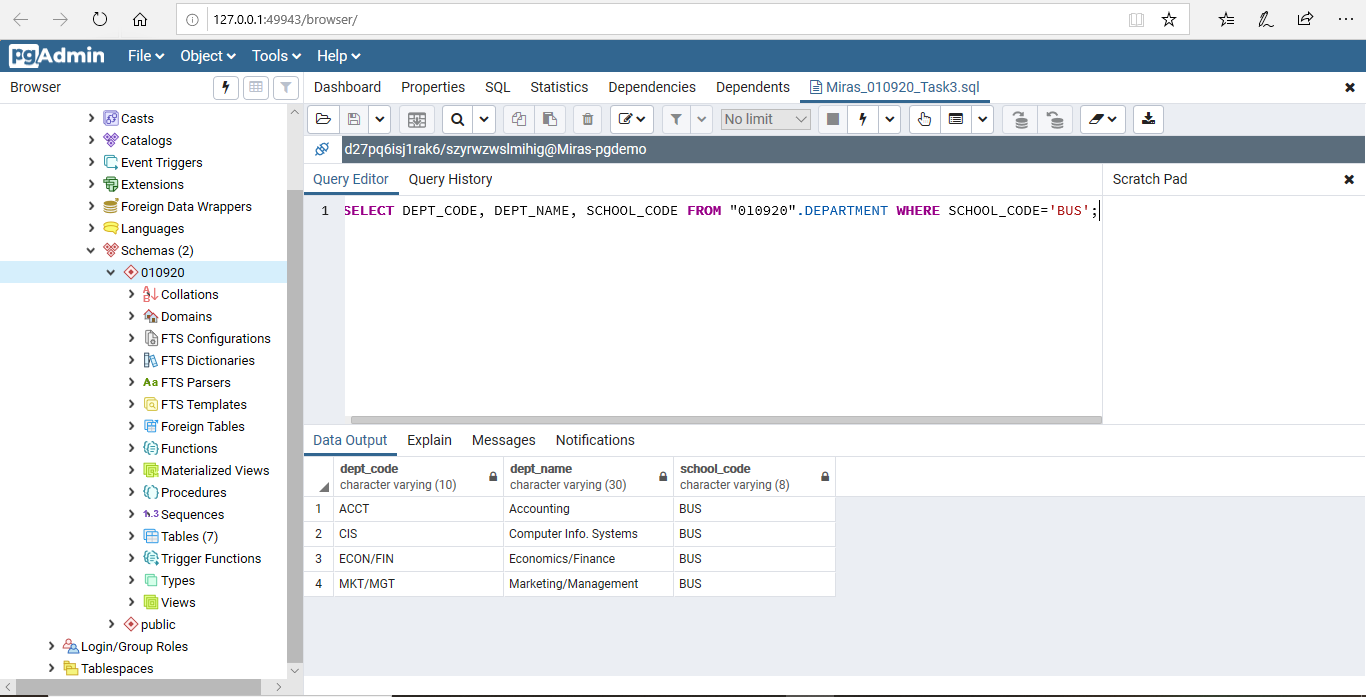 127.0.0.1:49943/browser/
pgAdmin File Object Tools Help
Browser
Dashboard Properties SQL Statistics Dependencies Dependents Miras_010920_Task3.sql
No limit
d27pq6isj1rak6/szyrwzwslmihig@Miras-pgdemo
Query Editor Query History
Scratch Pad
1 SELECT DEPT_CODE, DEPT_NAME, SCHOOL_CODE FROM "010920".DEPARTMENT WHERE SCHOOL_CODE='BUS';
Casts
Catalogs
Event Triggers
Extensions
Foreign Data Wrappers
Languages
Schemas (2)
010920
Collations
Domains
FTS Configurations
FTS Dictionaries
Aa FTS Parsers
FTS Templates
Foreign Tables
Functions
Materialized Views
Procedures
1..3 Sequences
Tables (7)
Trigger Functions
Types
Views
public
Login/Group Roles
Tablespaces
Data Output Explain Messages Notifications
dept_code dept_name school_code
character varying (10) character varying (30) character varying (8)
1 ACCT Accounting BUS
2 CIS Computer Info. Systems BUS
3 ECON/FIN Economics/Finance BUS
4 MKT/MGT Marketing/Management BUS